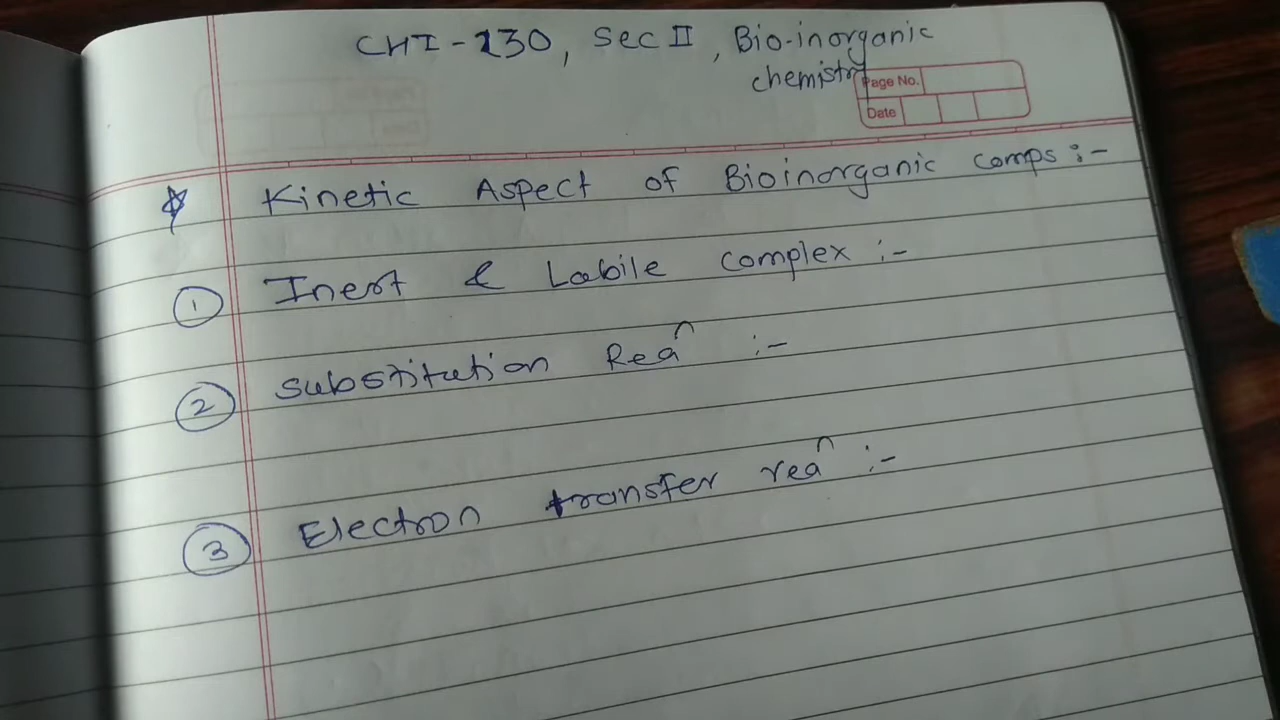 CHI-130, Sec II, Bio-inorganic
chemistry
Page No.
Date
Kinetic Aspect of Bioinorganic comps :-
① Inert & Labile complex :-
② Substitution Reaⁿ :-
③ Electron transfer reaⁿ :-